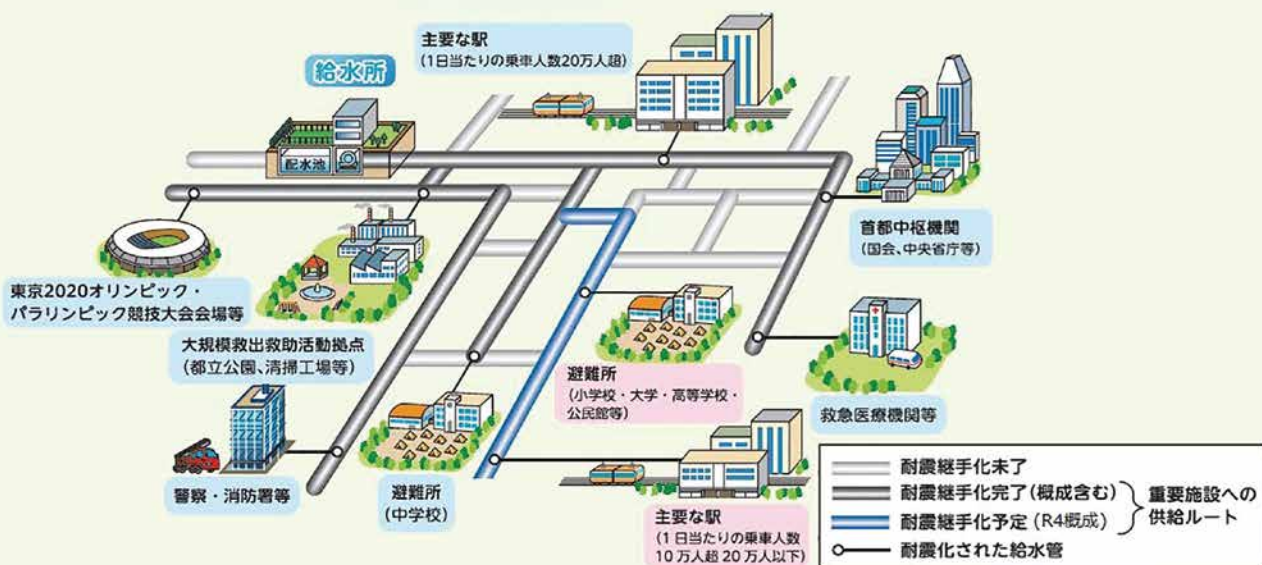 主要な駅
(1日当たりの乗車人数20万人超)
給水所
配水池
首都中枢機関
(国会、中央省庁等)
東京2020オリンピック・
パラリンピック競技大会会場等
大規模救出救助活動拠点
(都立公園、清掃工場等)
避難所
(小学校・大学・高等学校・
公民館等)
救急医療機関等
警察・消防署等
避難所
(中学校)
主要な駅
(1日当たりの乗車人数
10万人超20万人以下)
耐震継手化未了
耐震継手化完了(概成含む)
耐震継手化予定(R4概成)
重要施設への
供給ルート
耐震化された給水管